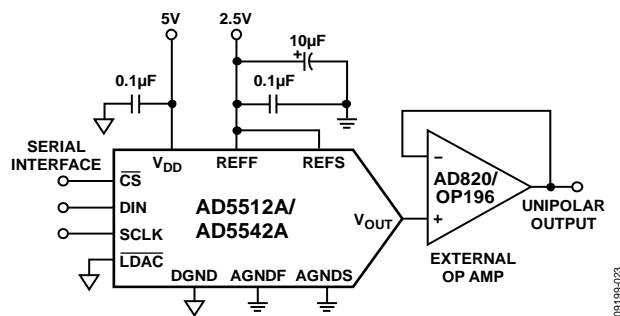 5V
2.5V
10µF
+
0.1µF
0.1µF
SERIAL
INTERFACE
VDD
REFF
REFS
CS
DIN
SCLK
LDAC
AD5512A/
AD5542A
VOUT
DGND
AGNDF
AGNDS
−
+
AD820/
OP196
UNIPOLAR
OUTPUT
EXTERNAL
OP AMP
09199-023